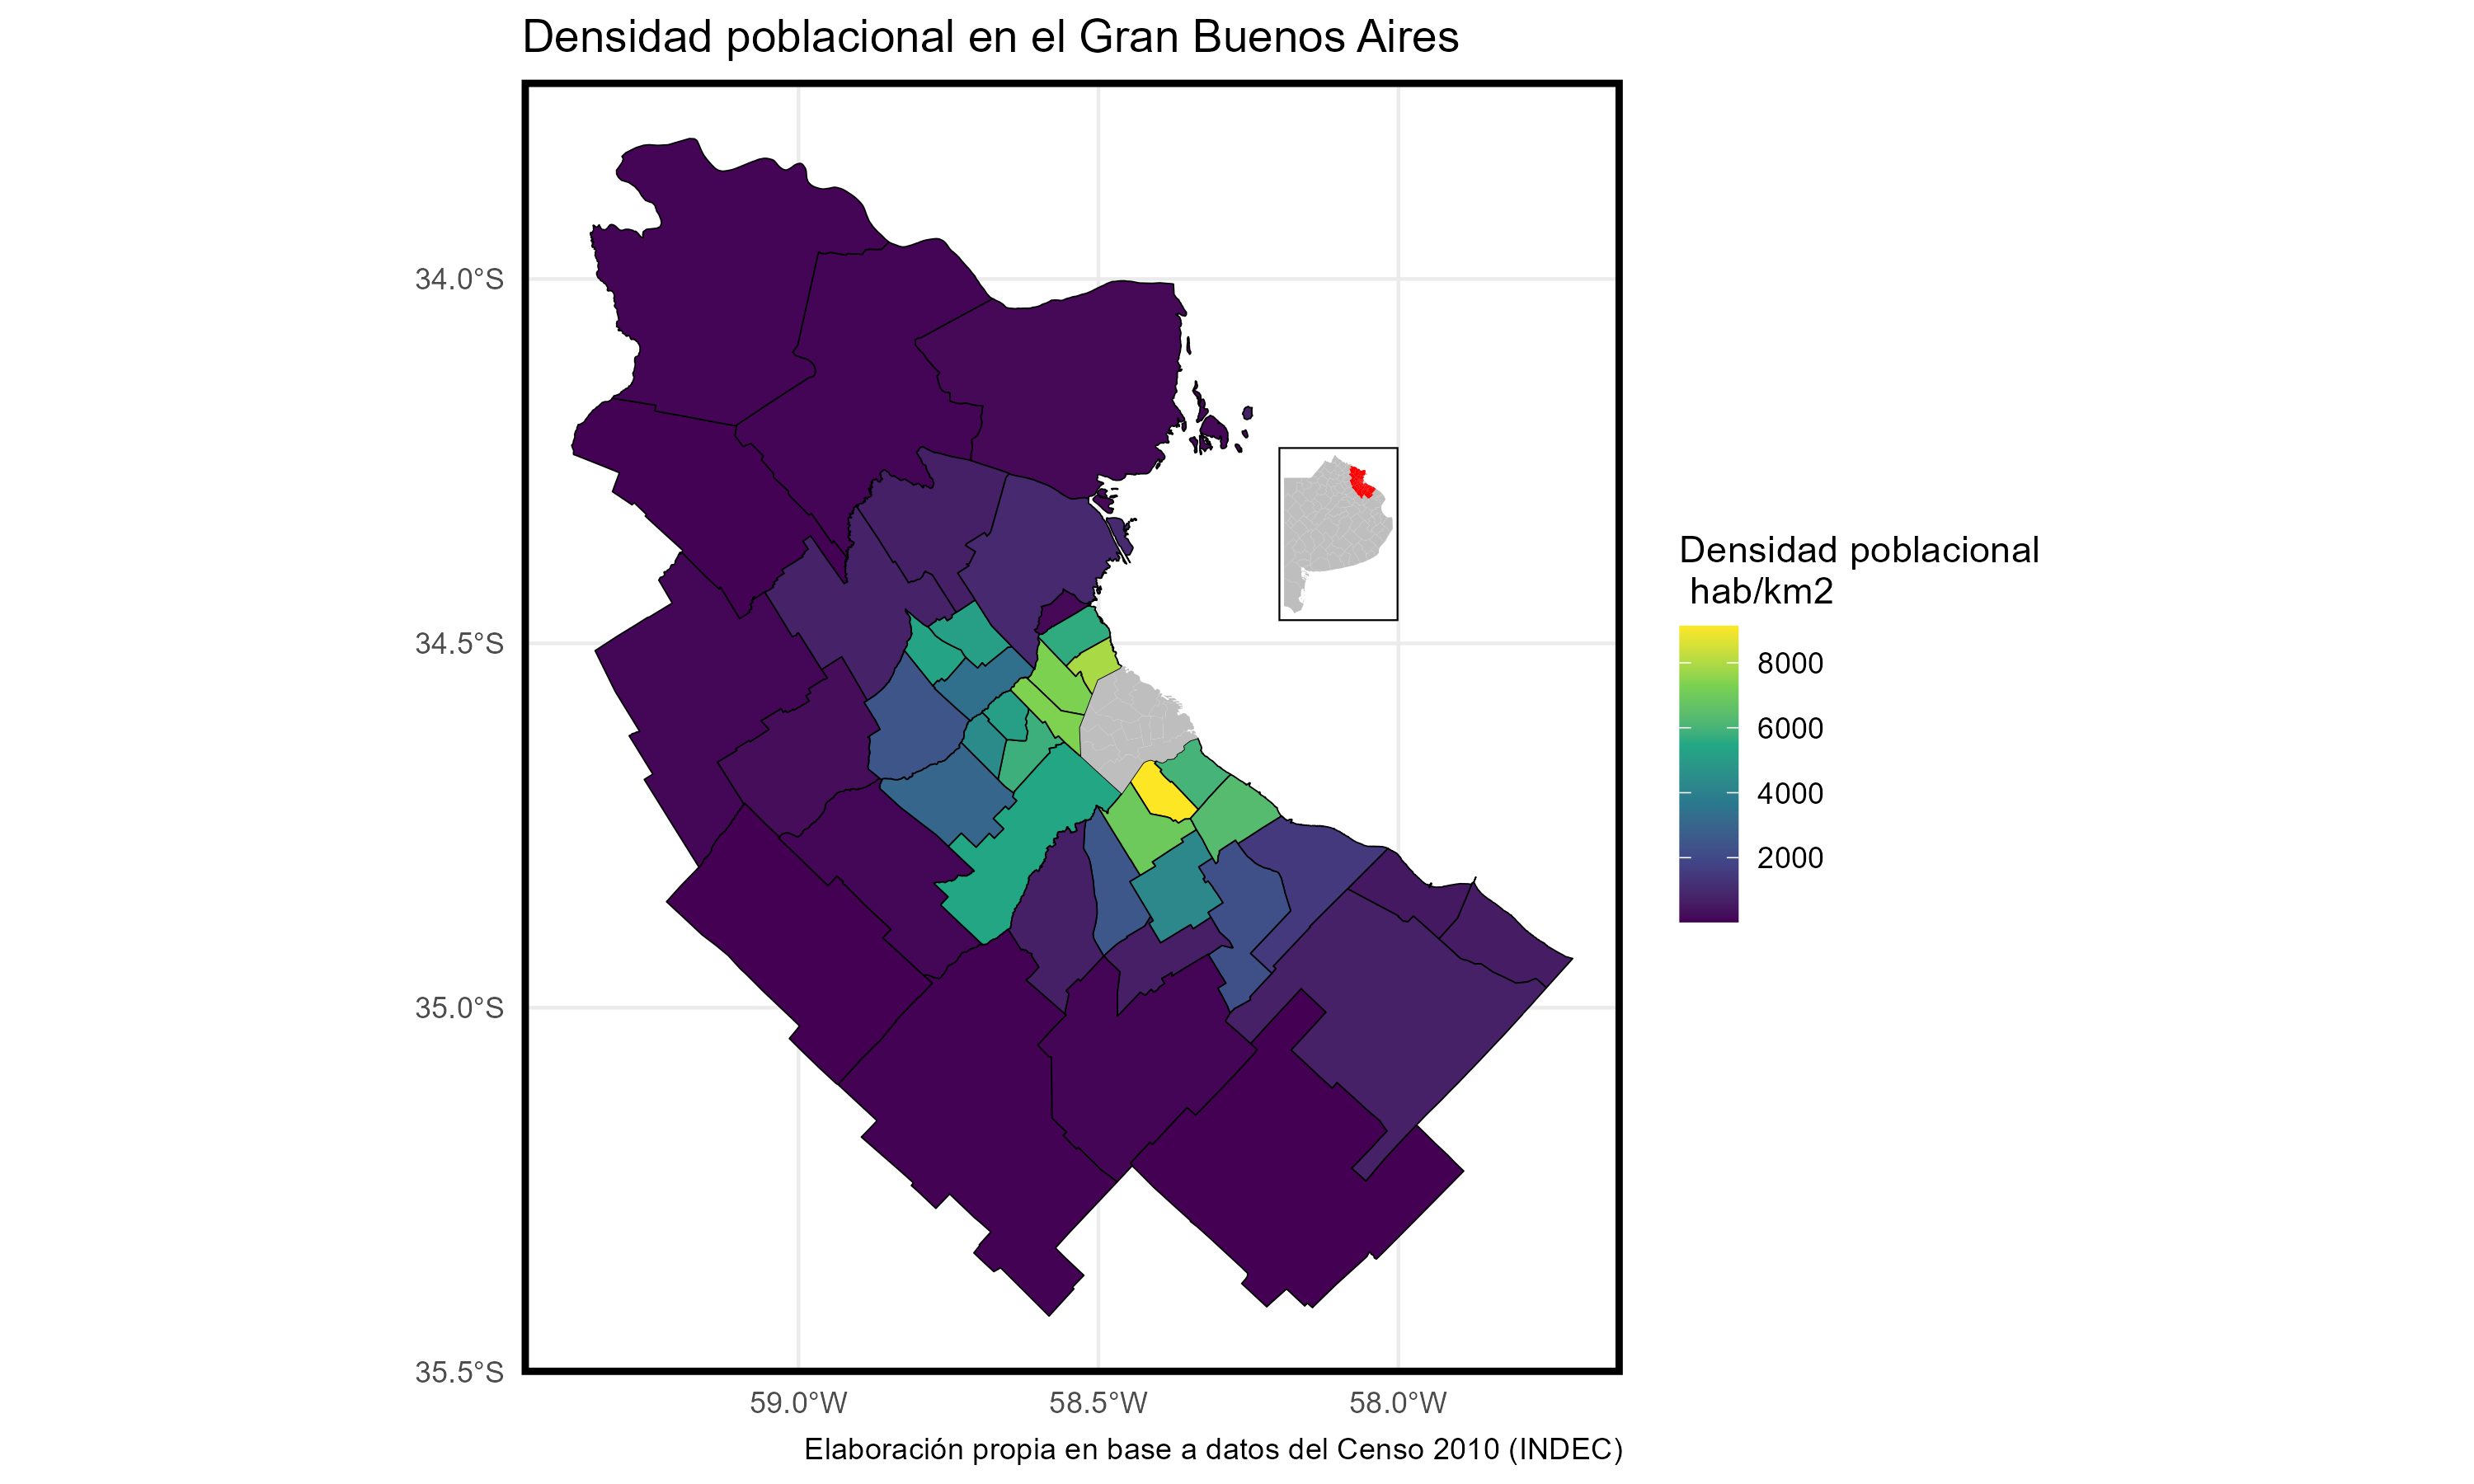 Densidad poblacional en el Gran Buenos Aires
34.0°S
34.5°S
35.0°S
35.5°S
59.0°W
58.5°W
58.0°W
Densidad poblacional
hab/km2
8000
6000
4000
2000
Elaboración propia en base a datos del Censo 2010 (INDEC)